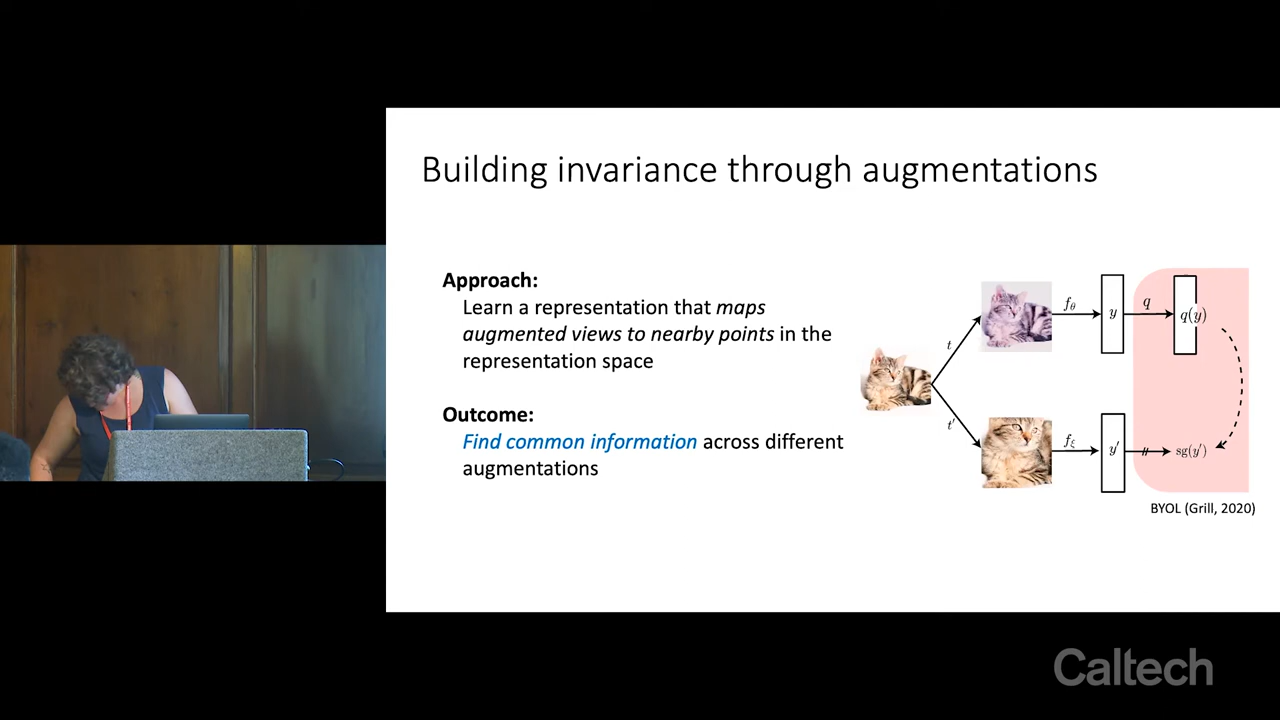 Building invariance through augmentations
Approach:
Learn a representation that maps
augmented views to nearby points in the
representation space
Outcome:
Find common information across different
augmentations
t
t′
fθ
y
q
q(y)
fξ
y′
sg(y′)
BYOL (Grill, 2020)
Caltech